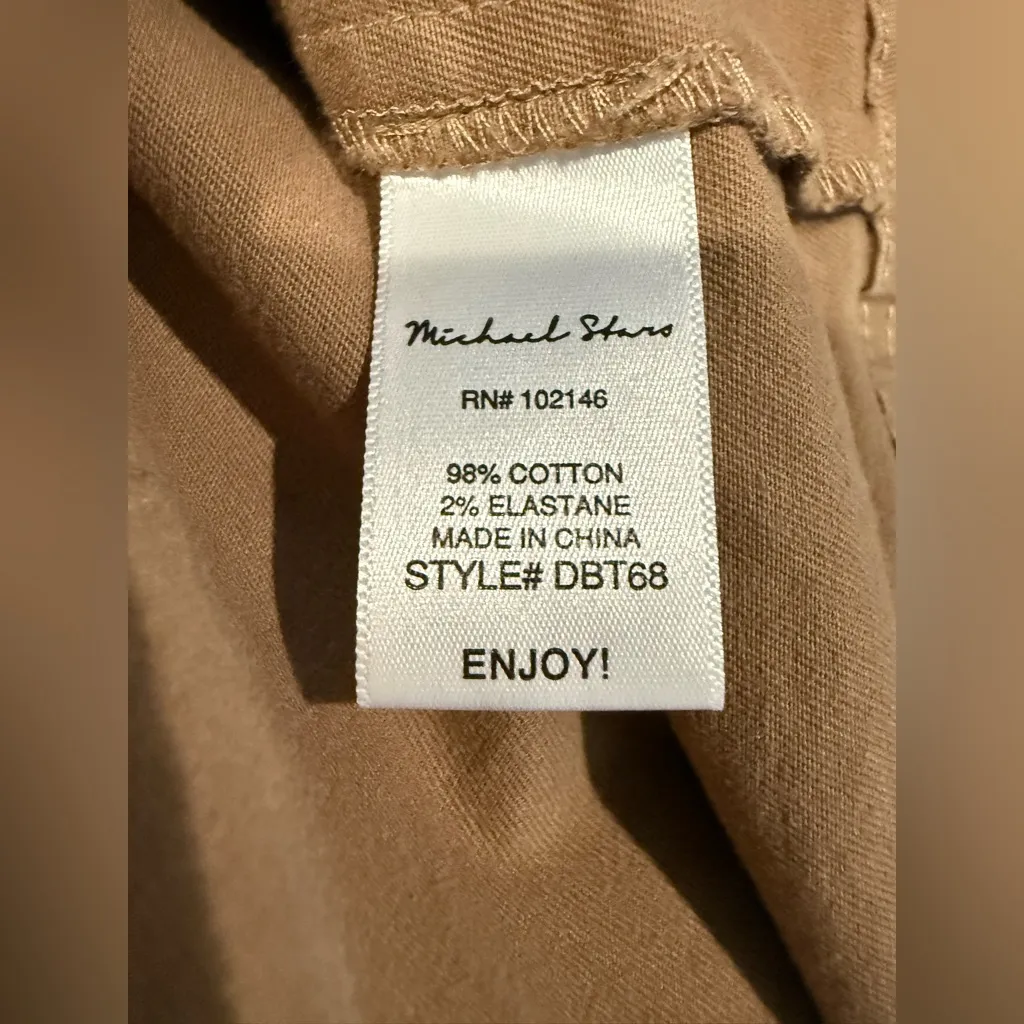 Michael Stars
RN# 102146
98% COTTON
2% ELASTANE
MADE IN CHINA
STYLE# DBT68
ENJOY!